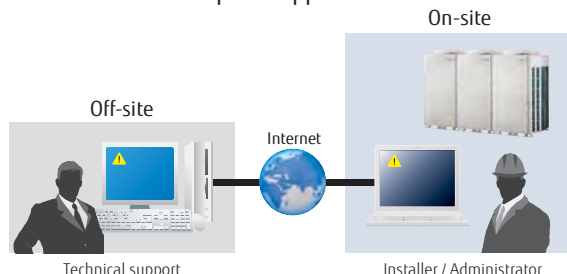 On-site
Off-site
Internet
Technical support
Installer / Administrator